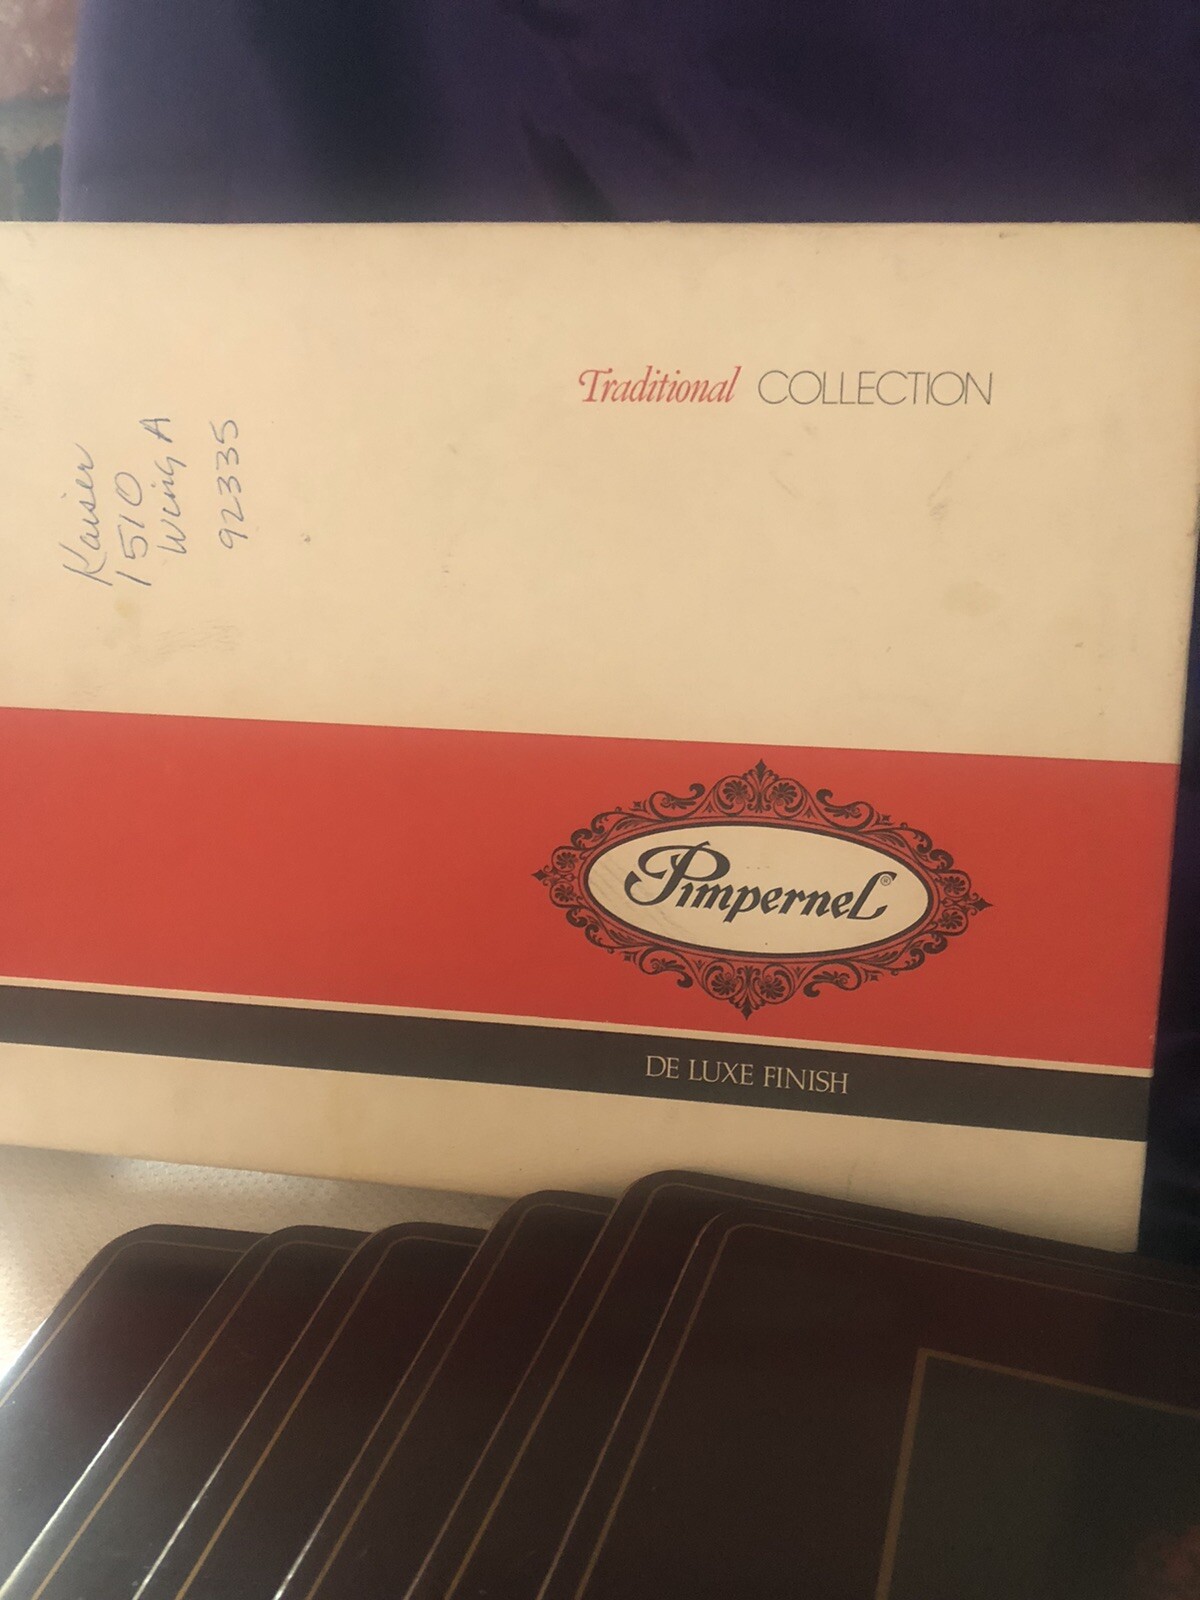 Traditional COLLECTION
Kaiser
1510
Wing A
92335
Pimpernel®
DE LUXE FINISH